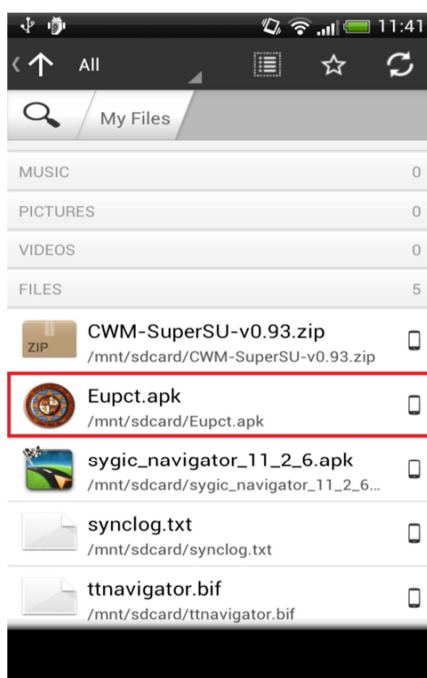 11:41
All
My Files
MUSIC 0
PICTURES 0
VIDEOS 0
FILES 5
ZIP
CWM-SuperSU-v0.93.zip
/mnt/sdcard/CWM-SuperSU-v0.93.zip
Eupct.apk
/mnt/sdcard/Eupct.apk
sygic_navigator_11_2_6.apk
/mnt/sdcard/sygic_navigator_11_2_6...
synclog.txt
/mnt/sdcard/synclog.txt
ttnavigator.bif
/mnt/sdcard/ttnavigator.bif